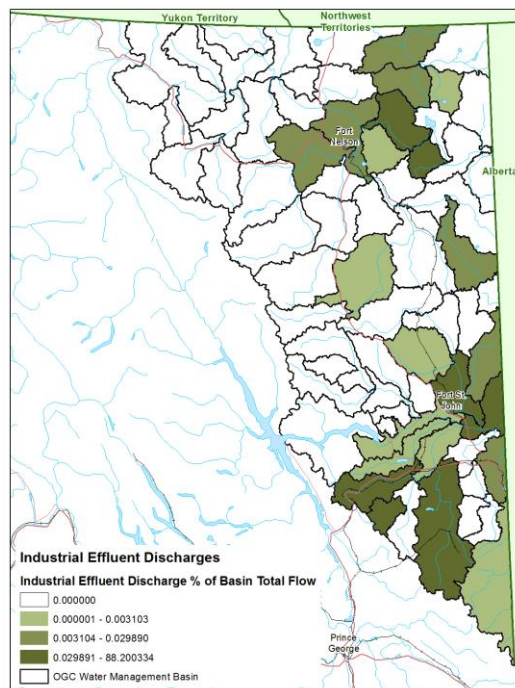 Yukon Territory
Northwest
Territories
Fort
Nelson
Alberta
Fort St.
John
Industrial Effluent Discharges
Industrial Effluent Discharge % of Basin Total Flow
0.000000
0.000001 - 0.003103
0.003104 - 0.029890
0.029891 - 88.200334
OGC Water Management Basin
Prince
George